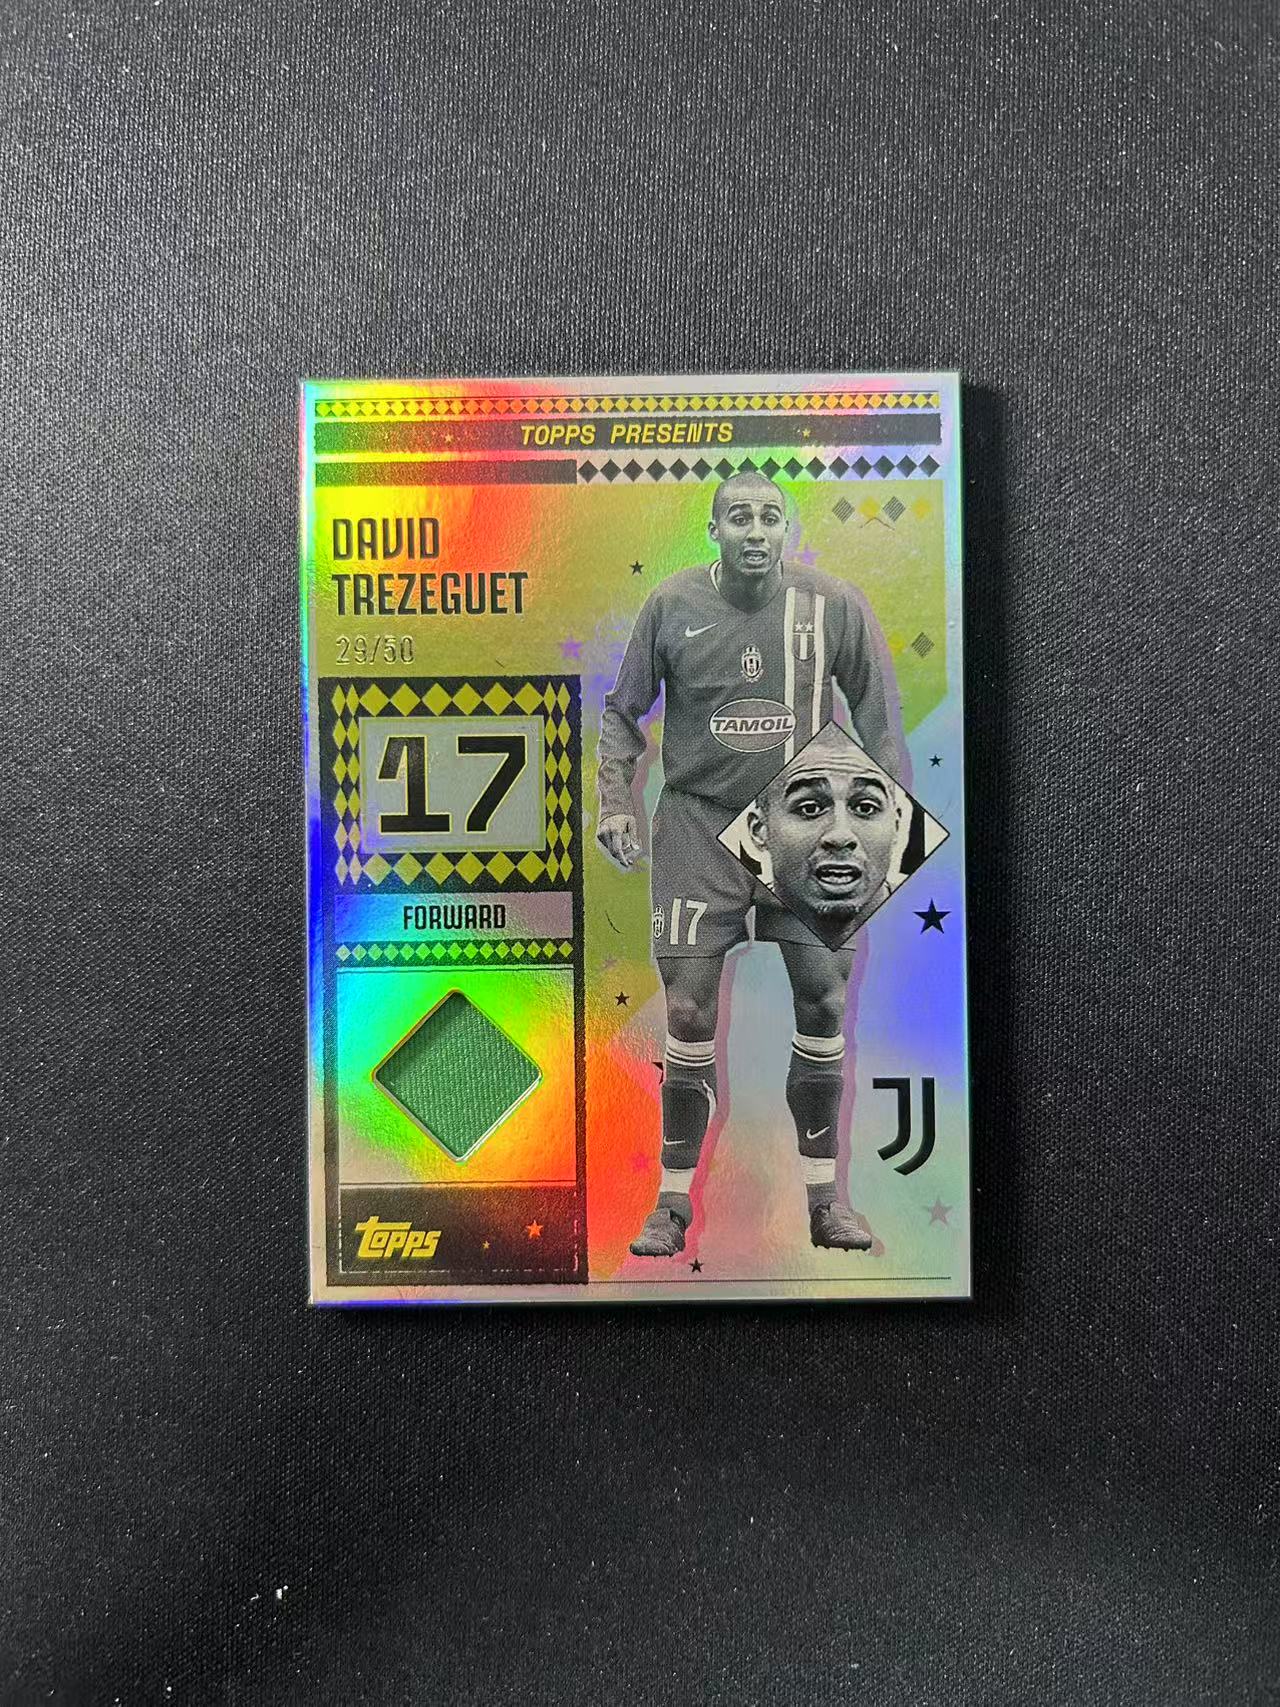 TOPPS PRESENTS
DAVID
TREZEGUET
29/50
17
FORWARD
TAMOIL
17
J
topps